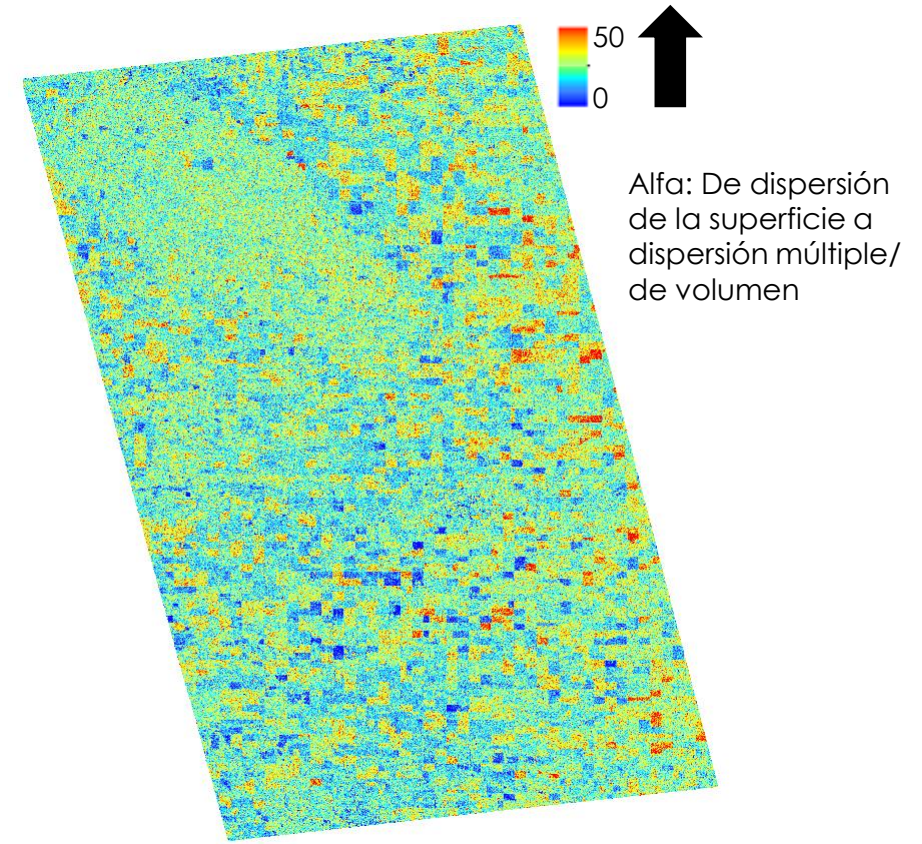 50
0
Alfa: De dispersión
de la superficie a
dispersión múltiple/
de volumen